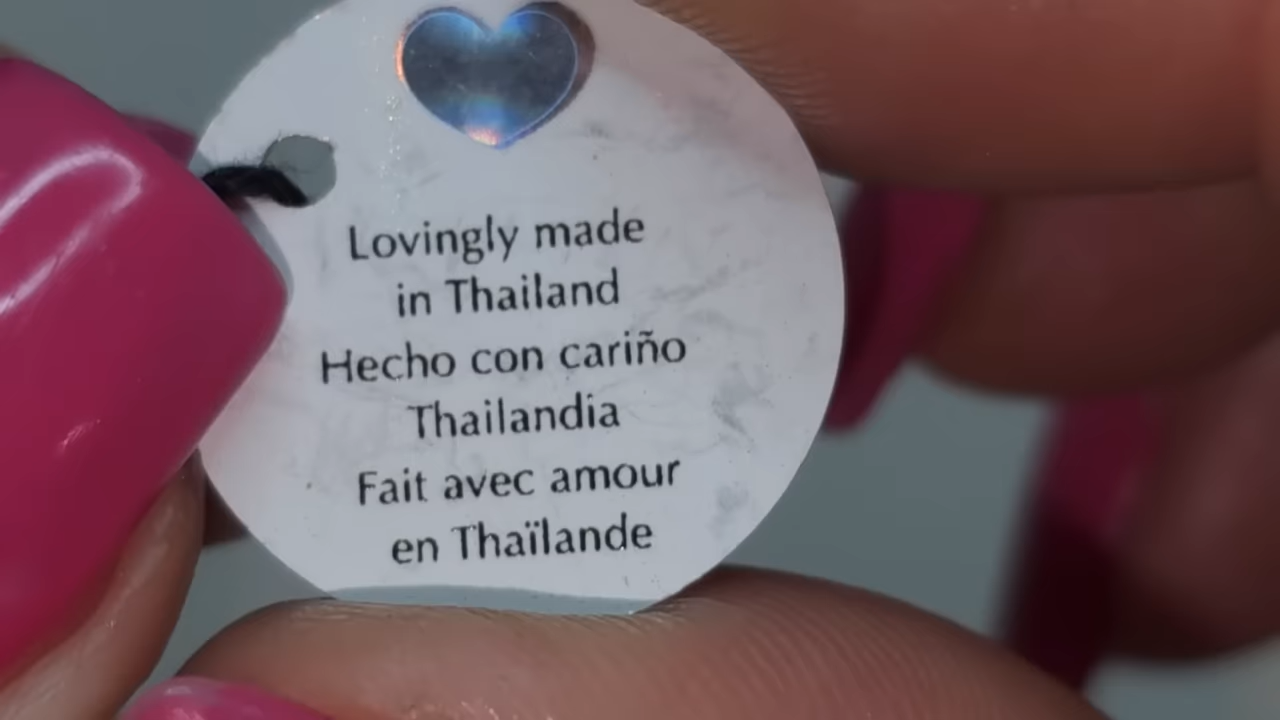 Lovingly made
in Thailand
Hecho con cariño
Thailandia
Fait avec amour
en Thaïlande